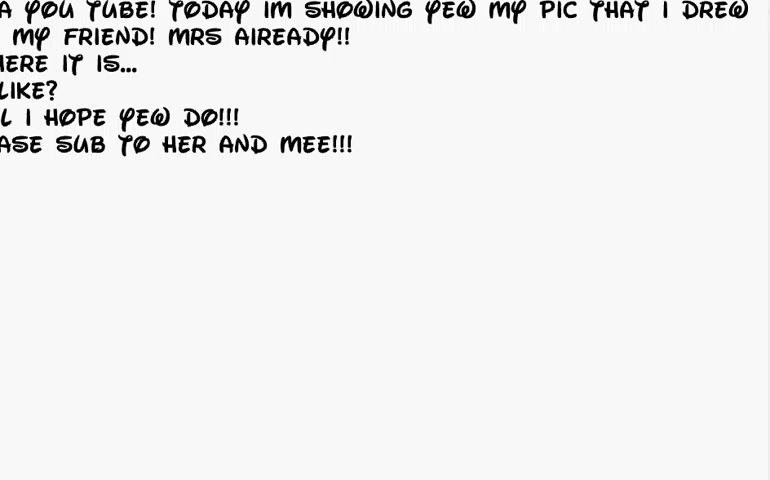 A YOU TUBE! TODAY IM SHOWING YEW MY PIC THAT I DREW
MY FRIEND! MRS AIREADY!!
HERE IT IS...
LIKE?
L I HOPE YEW DO!!!
ASE SUB TO HER AND MEE!!!